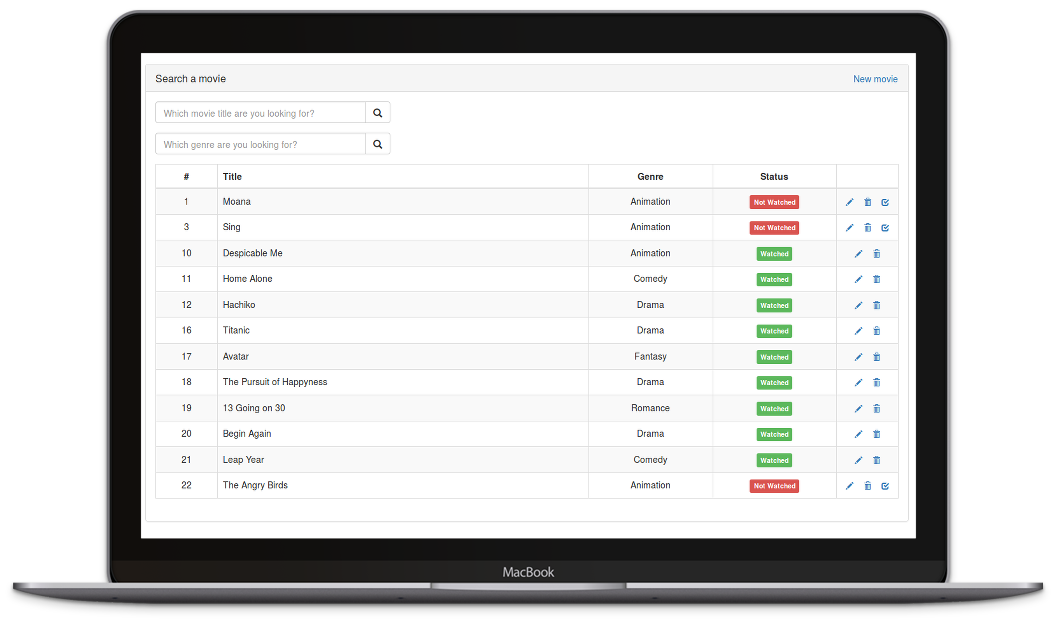 Search a movie New movie
Which movie title are you looking for?
Which genre are you looking for?
# Title Genre Status
1 Moana Animation Not Watched
3 Sing Animation Not Watched
10 Despicable Me Animation Watched
11 Home Alone Comedy Watched
12 Hachiko Drama Watched
16 Titanic Drama Watched
17 Avatar Fantasy Watched
18 The Pursuit of Happyness Drama Watched
19 13 Going on 30 Romance Watched
20 Begin Again Drama Watched
21 Leap Year Comedy Watched
22 The Angry Birds Animation Not Watched
MacBook